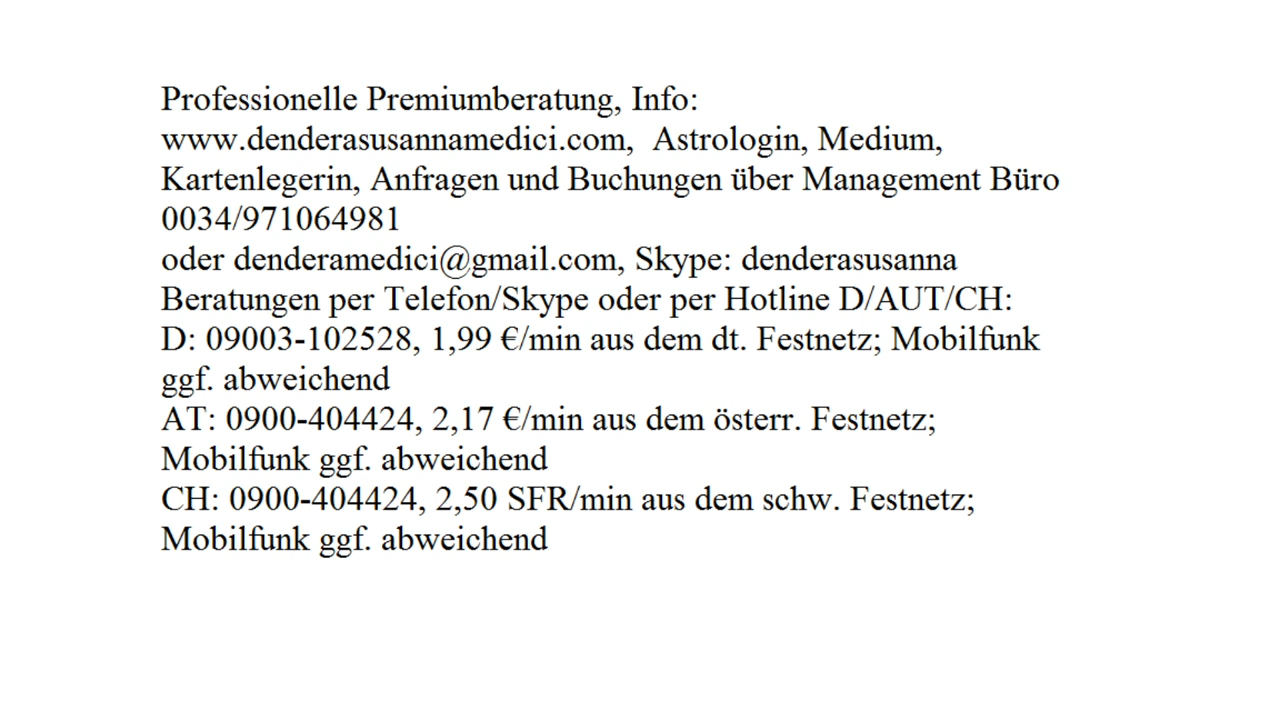 Professionelle Premiumberatung, Info:
www.denderasusannamedici.com,  Astrologin, Medium,
Kartenlegerin, Anfragen und Buchungen über Management Büro
0034/971064981
oder denderamedici@gmail.com, Skype: denderasusanna
Beratungen per Telefon/Skype oder per Hotline D/AUT/CH:
D: 09003-102528, 1,99 €/min aus dem dt. Festnetz; Mobilfunk
ggf. abweichend
AT: 0900-404424, 2,17 €/min aus dem österr. Festnetz;
Mobilfunk ggf. abweichend
CH: 0900-404424, 2,50 SFR/min aus dem schw. Festnetz;
Mobilfunk ggf. abweichend